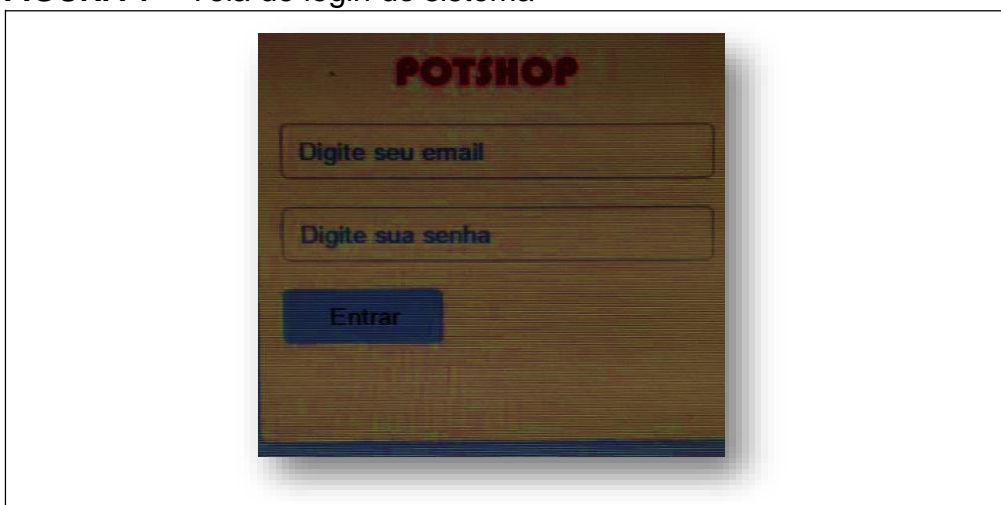 Tela de login do sistema
POTSHOP
Digite seu email
Digite sua senha
Entrar